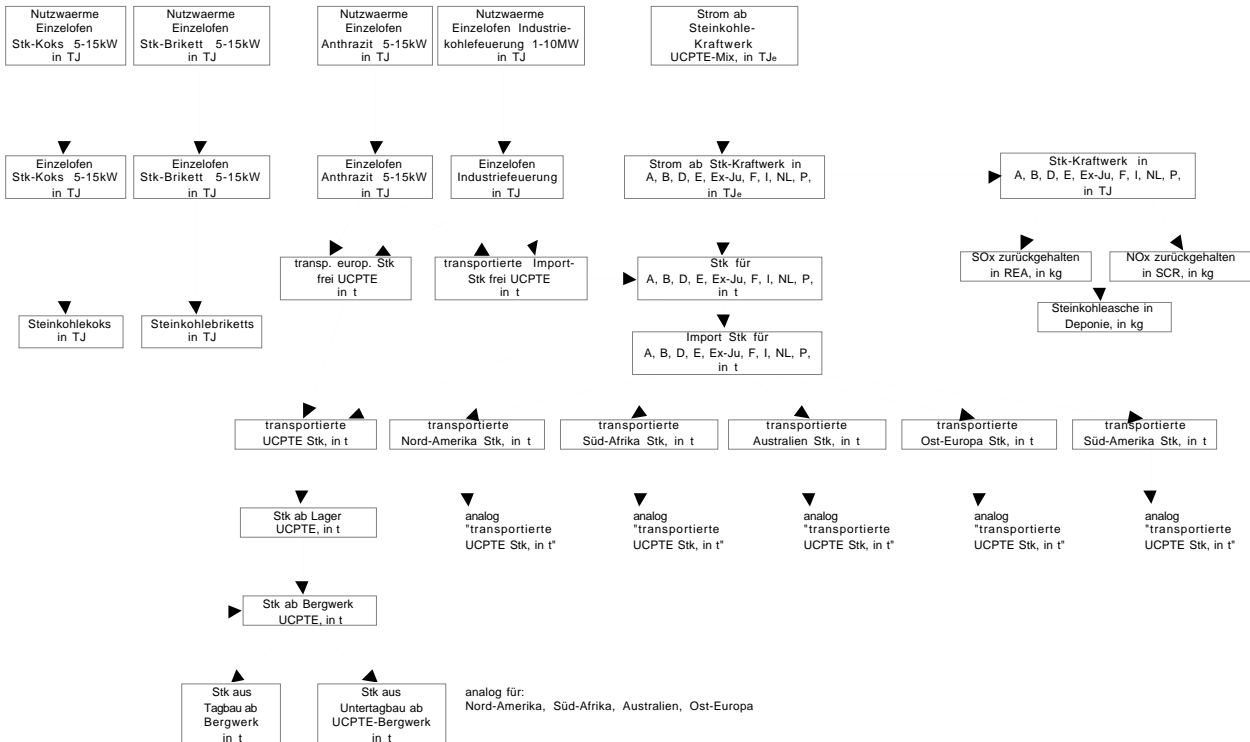 Nutzwaerme
Einzelofen
Stk-Koks 5-15kW
in TJ
Nutzwaerme
Einzelofen
Stk-Brikett 5-15kW
in TJ
Nutzwaerme
Einzelofen
Anthrazit 5-15kW
in TJ
Nutzwaerme
Einzelofen Industrie-
kohlefeuerung 1-10MW
in TJ
Strom ab
Steinkohle-
Kraftwerk
UCPTE-Mix, in TJe
Einzelofen
Stk-Koks 5-15kW
in TJ
Einzelofen
Stk-Brikett 5-15kW
in TJ
Einzelofen
Anthrazit 5-15kW
in TJ
Einzelofen
Industriefeuerung
in TJ
Strom ab Stk-Kraftwerk in
A, B, D, E, Ex-Ju, F, I, NL, P,
in TJe
Stk-Kraftwerk in
A, B, D, E, Ex-Ju, F, I, NL, P,
in TJ
transp. europ. Stk
frei UCPTE
in t
transportierte Import-
Stk frei UCPTE
in t
Stk für
A, B, D, E, Ex-Ju, F, I, NL, P,
in t
SOx zurückgehalten
in REA, in kg
NOx zurückgehalten
in SCR, in kg
Steinkohleasche in
Deponie, in kg
Steinkohlekoks
in TJ
Steinkohlebriketts
in TJ
Import Stk für
A, B, D, E, Ex-Ju, F, I, NL, P,
in t
transportierte
UCPTE Stk, in t
transportierte
Nord-Amerika Stk, in t
transportierte
Süd-Afrika Stk, in t
transportierte
Australien Stk, in t
transportierte
Ost-Europa Stk, in t
transportierte
Süd-Amerika Stk, in t
Stk ab Lager
UCPTE, in t
analog
"transportierte
UCPTE Stk, in t"
analog
"transportierte
UCPTE Stk, in t"
analog
"transportierte
UCPTE Stk, in t"
analog
"transportierte
UCPTE Stk, in t"
analog
"transportierte
UCPTE Stk, in t"
Stk ab Bergwerk
UCPTE, in t
Stk aus
Tagbau ab
Bergwerk
in t
Stk aus
Untertagbau ab
UCPTE-Bergwerk
in t
analog für:
Nord-Amerika, Süd-Afrika, Australien, Ost-Europa